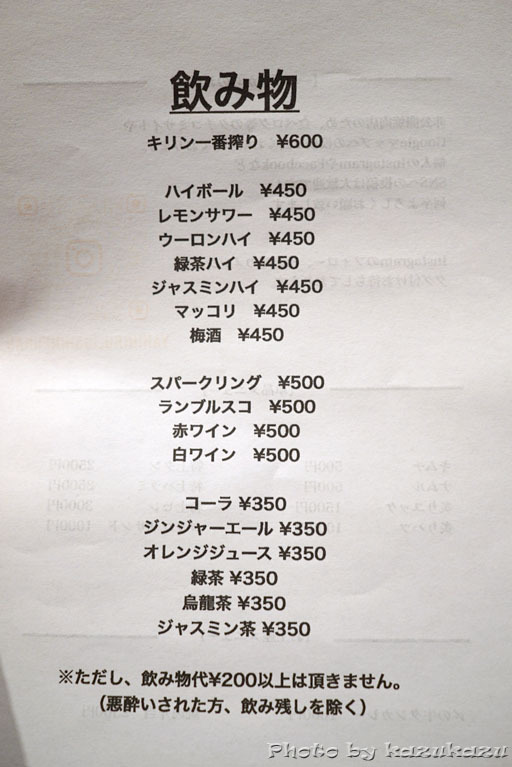 飲み物
キリン一番搾り ¥600
ハイボール ¥450
レモンサワー ¥450
ウーロンハイ ¥450
緑茶ハイ ¥450
ジャスミンハイ ¥450
マッコリ ¥450
梅酒 ¥450
スパークリング ¥500
ランブルスコ ¥500
赤ワイン ¥500
白ワイン ¥500
コーラ ¥350
ジンジャーエール ¥350
オレンジジュース ¥350
緑茶 ¥350
烏龍茶 ¥350
ジャスミン茶 ¥350
※ただし、飲み物代¥200以上は頂きません。
（悪酔いされた方、飲み残しを除く）
Photo by kazukazu